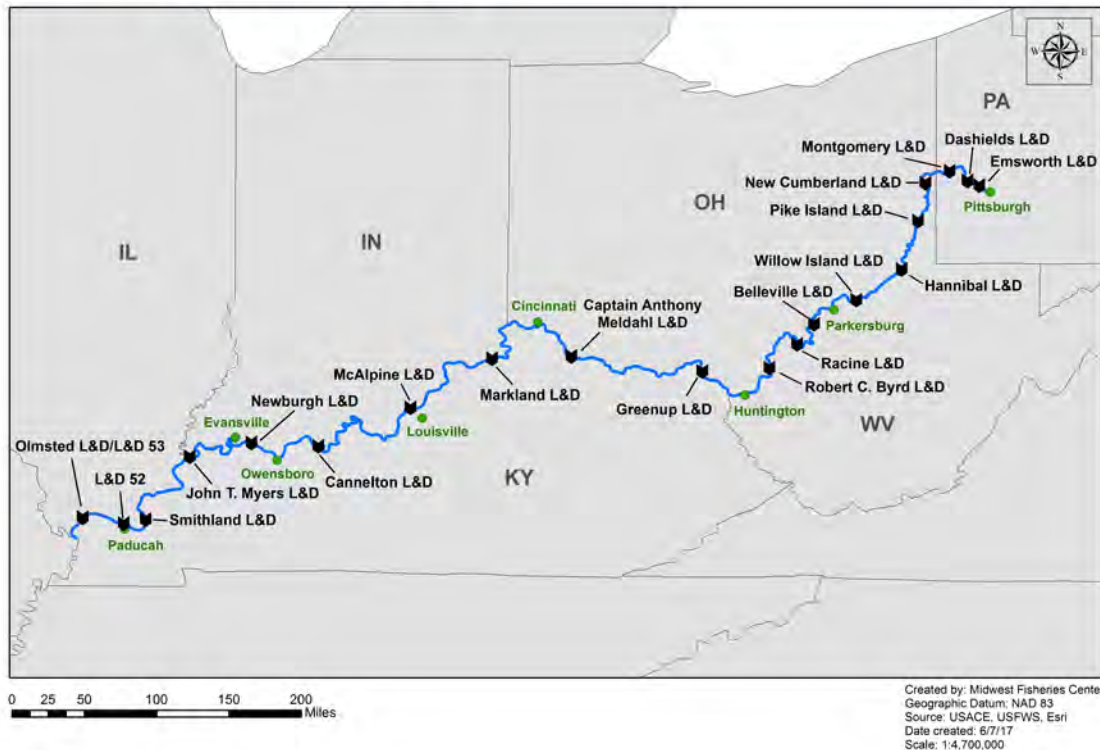 N
W
E
S
PA
Dashields L&D
Montgomery L&D
Emsworth L&D
New Cumberland L&D
Pittsburgh
OH
Pike Island L&D
IL
IN
Willow Island L&D
Hannibal L&D
Belleville L&D
Cincinnati
Captain Anthony
Meldahl L&D
Parkersburg
Racine L&D
McAlpine L&D
Markland L&D
Robert C. Byrd L&D
Newburgh L&D
Greenup L&D
Huntington
Evansville
Louisville
WV
Olmsted L&D/L&D 53
Owensboro
Cannelton L&D
KY
L&D 52
John T. Myers L&D
Smithland L&D
Paducah
0 25 50 100 150 200
Miles
Created by: Midwest Fisheries Cente
Geographic Datum: NAD 83
Source: USACE, USFWS, Esri
Date created: 6/7/17
Scale: 1:4,700,000